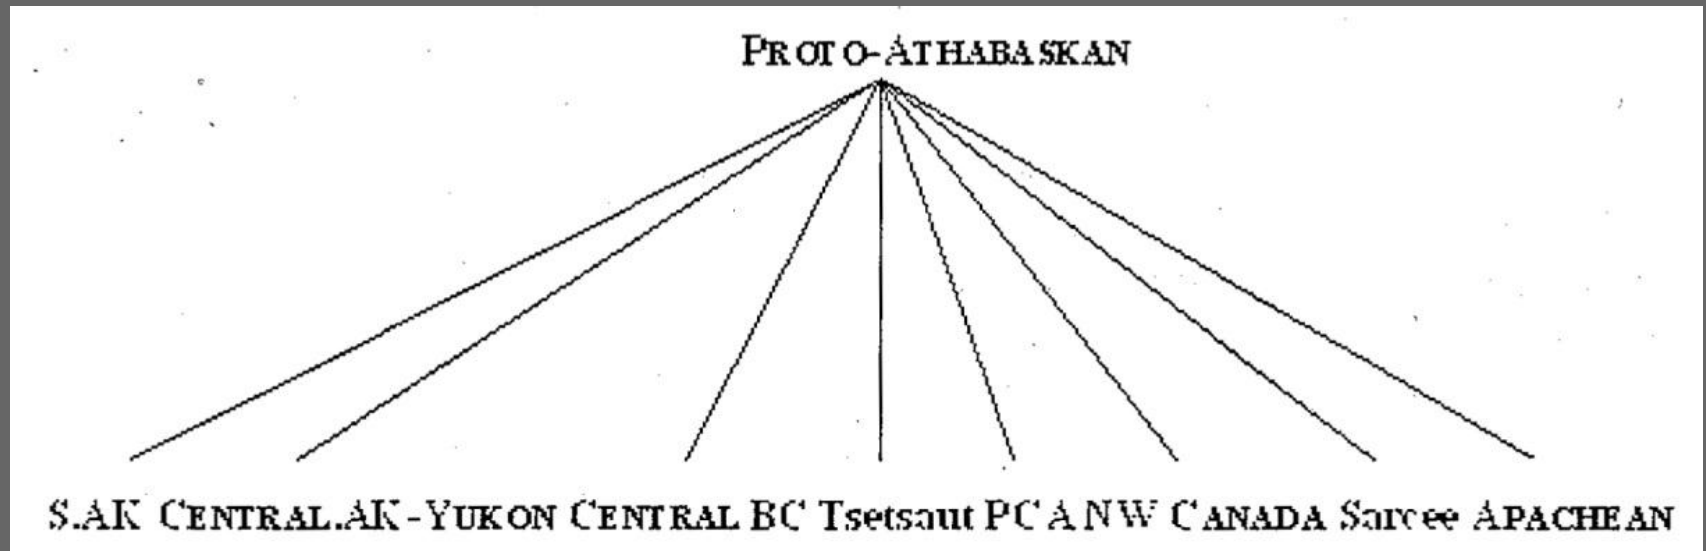 PROTO-ATHABASKAN
S.AK CENTRAL.AK-YUKON CENTRAL BC Tsetsaut PCA NW CANADA Sarcee APACHEAN